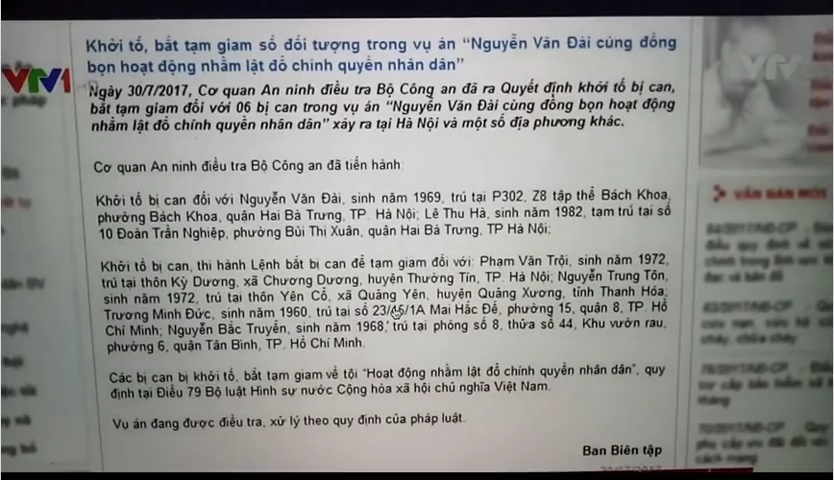 Khởi tố, bắt tạm giam số đối tượng trong vụ án “Nguyễn Văn Đài cùng đồng
bọn hoạt động nhằm lật đổ chính quyền nhân dân”
VTV1
VTV
Ngày 30/7/2017, Cơ quan An ninh điều tra Bộ Công an đã ra Quyết định khởi tố bị can,
bắt tạm giam đối với 06 bị can trong vụ án “Nguyễn Văn Đài cùng đồng bọn hoạt động
nhằm lật đổ chính quyền nhân dân” xảy ra tại Hà Nội và một số địa phương khác.
Cơ quan An ninh điều tra Bộ Công an đã tiến hành:
Khởi tố bị can đối với Nguyễn Văn Đài, sinh năm 1969, trú tại P302, Z8 tập thể Bách Khoa,
phường Bách Khoa, quận Hai Bà Trưng, TP. Hà Nội; Lê Thu Hà, sinh năm 1982, tạm trú tại số
10 Đoàn Trần Nghiệp, phường Bùi Thị Xuân, quận Hai Bà Trưng, TP Hà Nội;
Khởi tố bị can, thi hành Lệnh bắt bị can để tạm giam đối với: Phạm Văn Trội, sinh năm 1972,
trú tại thôn Kỳ Dương, xã Chương Dương, huyện Thường Tín, TP. Hà Nội; Nguyễn Trung Tôn,
sinh năm 1972, trú tại thôn Yên Cổ, xã Quảng Yên, huyện Quảng Xương, tỉnh Thanh Hóa;
Trương Minh Đức, sinh năm 1960, trú tại số 23/45/1A Mai Hắc Đế, phường 15, quận 8, TP. Hồ
Chí Minh; Nguyễn Bắc Truyển, sinh năm 1968, trú tại phòng số 8, thửa số 44, Khu vườn rau,
phường 6, quận Tân Bình, TP. Hồ Chí Minh.
Các bị can bị khởi tố, bắt tạm giam về tội “Hoạt động nhằm lật đổ chính quyền nhân dân”, quy
định tại Điều 79 Bộ luật Hình sự nước Cộng hòa xã hội chủ nghĩa Việt Nam.
Vụ án đang được điều tra, xử lý theo quy định của pháp luật.
Ban Biên tập
VĂN BẢN MỚI